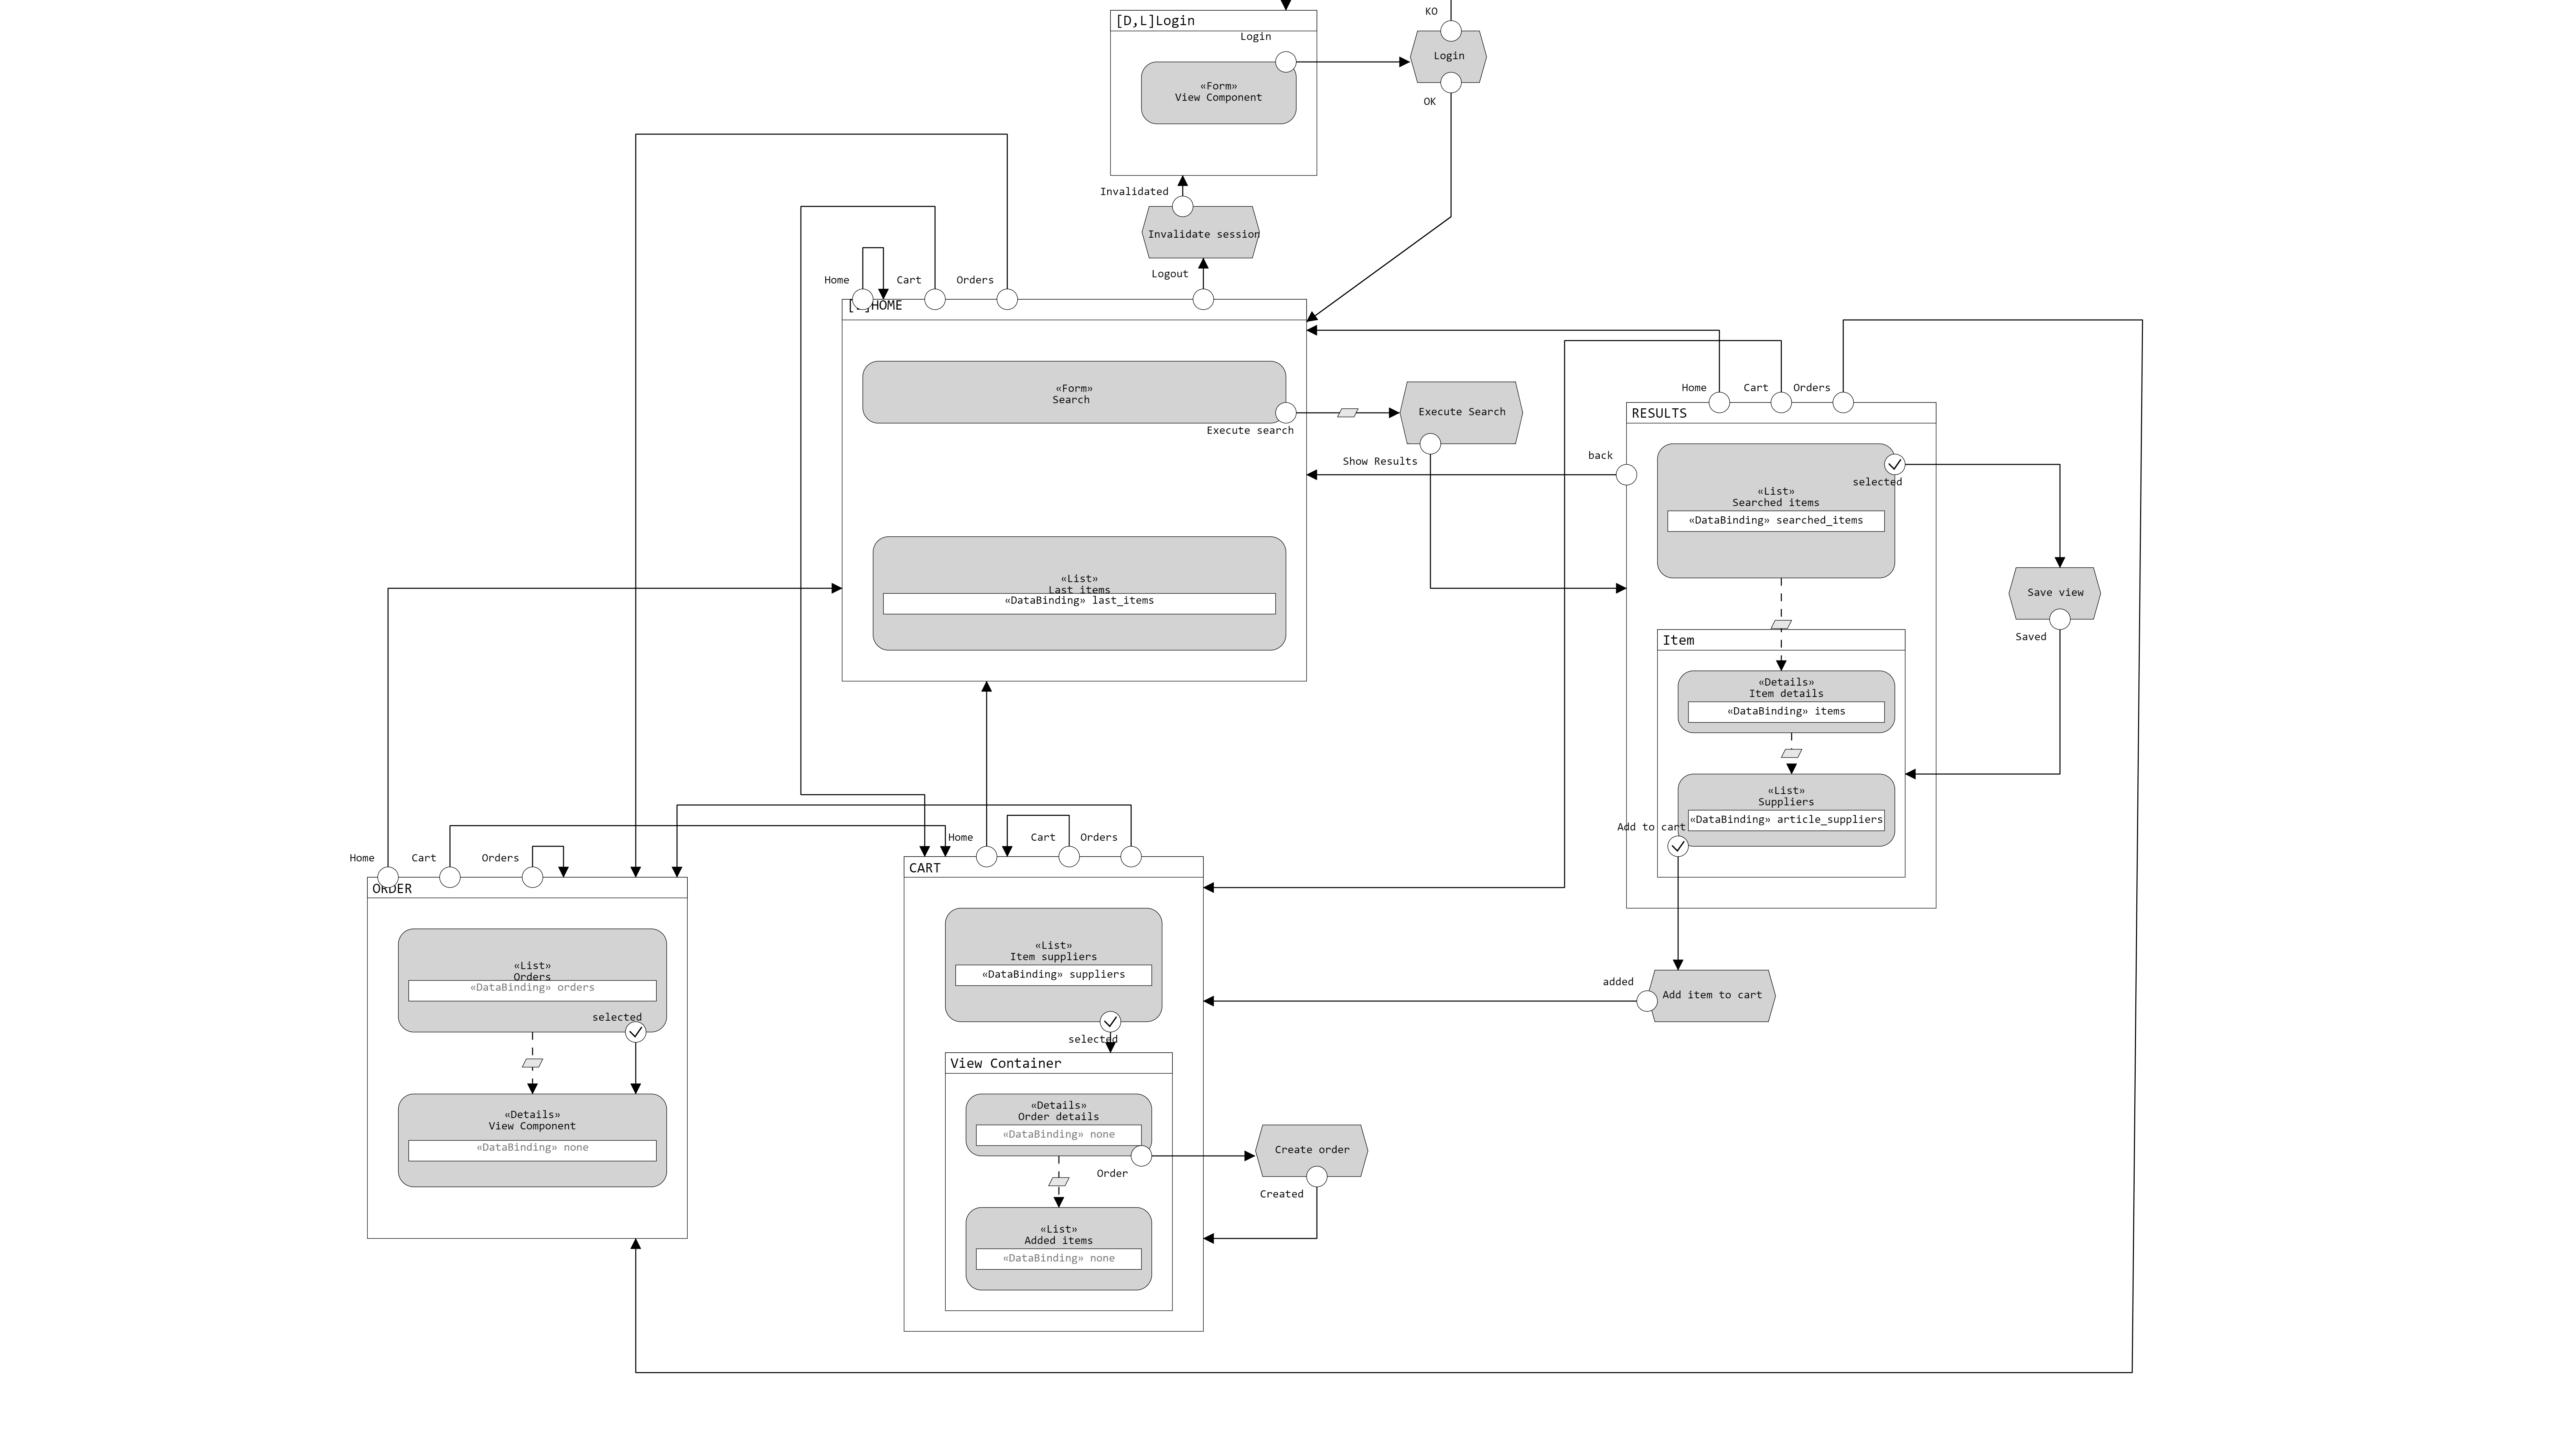 KO
[D,L]Login
Login
Login
«Form»
View Component
OK
Invalidated
Invalidate session
Logout
Home
Cart
Orders
HOME
«Form»
Search
Execute search
Execute Search
Show Results
Home
Cart
Orders
RESULTS
back
«List»
Searched items
«DataBinding» searched_items
selected
Save view
Saved
«List»
Last items
«DataBinding» last_items
Item
«Details»
Item details
«DataBinding» items
«List»
Suppliers
«DataBinding» article_suppliers
Add to cart
Home
Cart
Orders
ORDER
«List»
Orders
«DataBinding» orders
selected
«Details»
View Component
«DataBinding» none
Home
Cart
Orders
CART
«List»
Item suppliers
«DataBinding» suppliers
selected
added
Add item to cart
View Container
«Details»
Order details
«DataBinding» none
Order
Create order
Created
«List»
Added items
«DataBinding» none